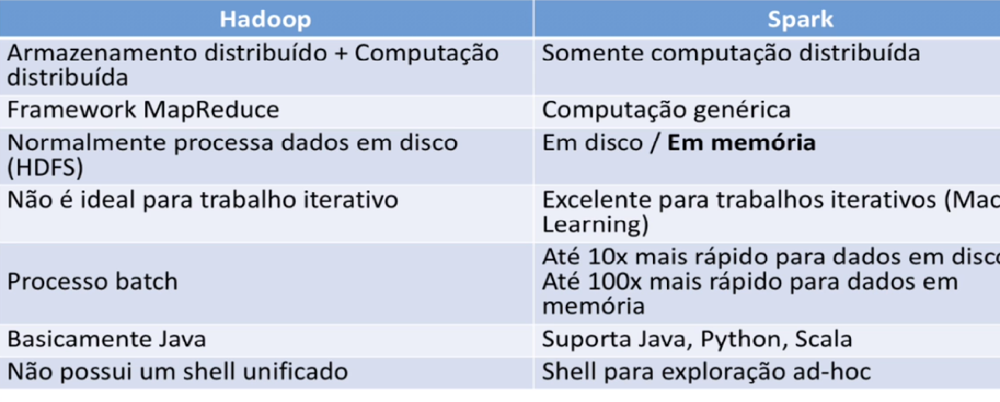 Hadoop
Spark
Armazenamento distribuído + Computação
distribuída
Somente computação distribuída
Framework MapReduce
Computação genérica
Normalmente processa dados em disco
(HDFS)
Em disco / Em memória
Não é ideal para trabalho iterativo
Excelente para trabalhos iterativos (Mac
Learning)
Processo batch
Até 10x mais rápido para dados em disco
Até 100x mais rápido para dados em
memória
Basicamente Java
Suporta Java, Python, Scala
Não possui um shell unificado
Shell para exploração ad-hoc